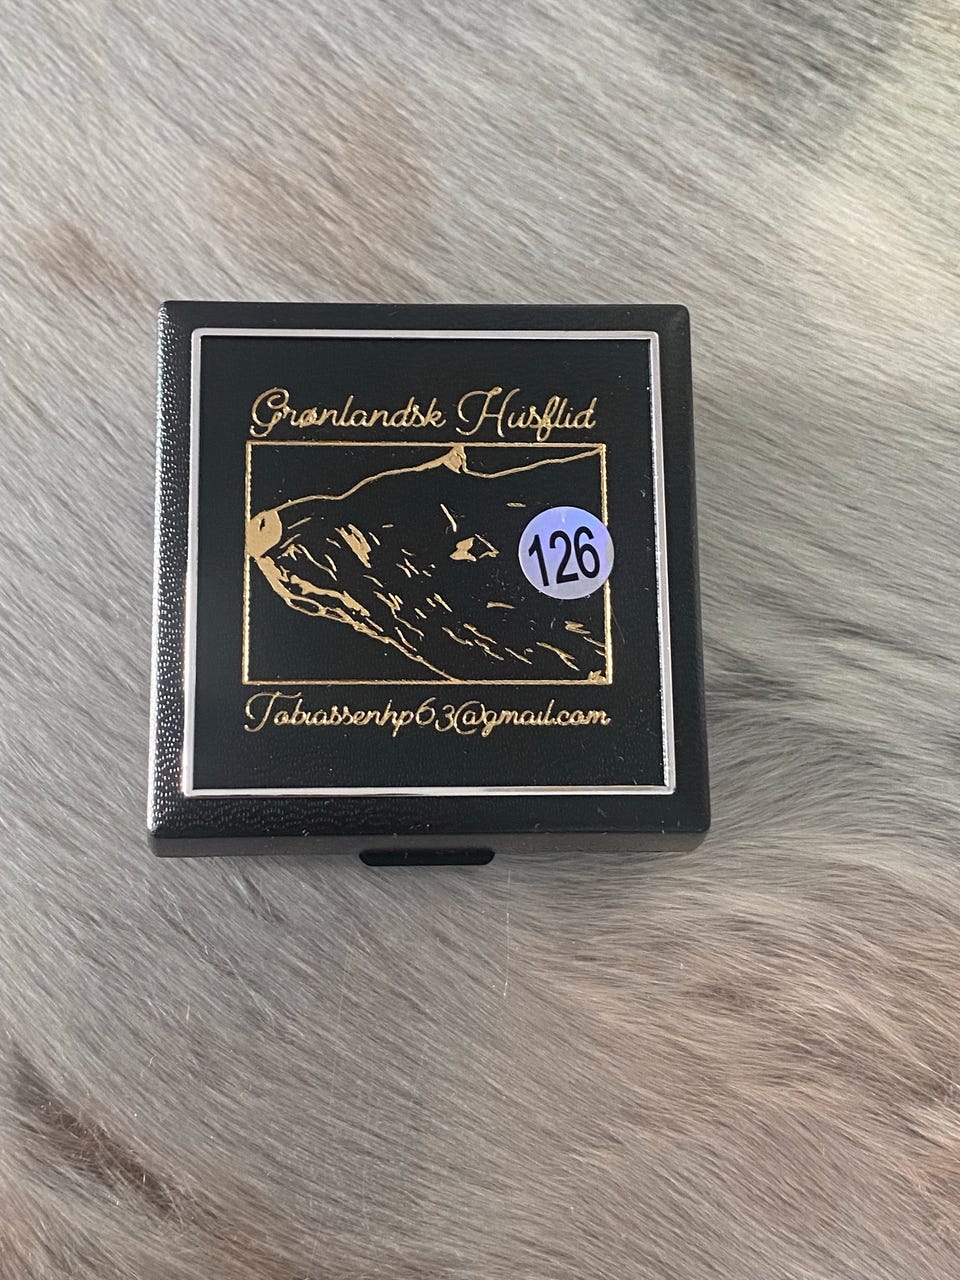 Grønlandsk Husflid
126
Tobiassenhp63@gmail.com